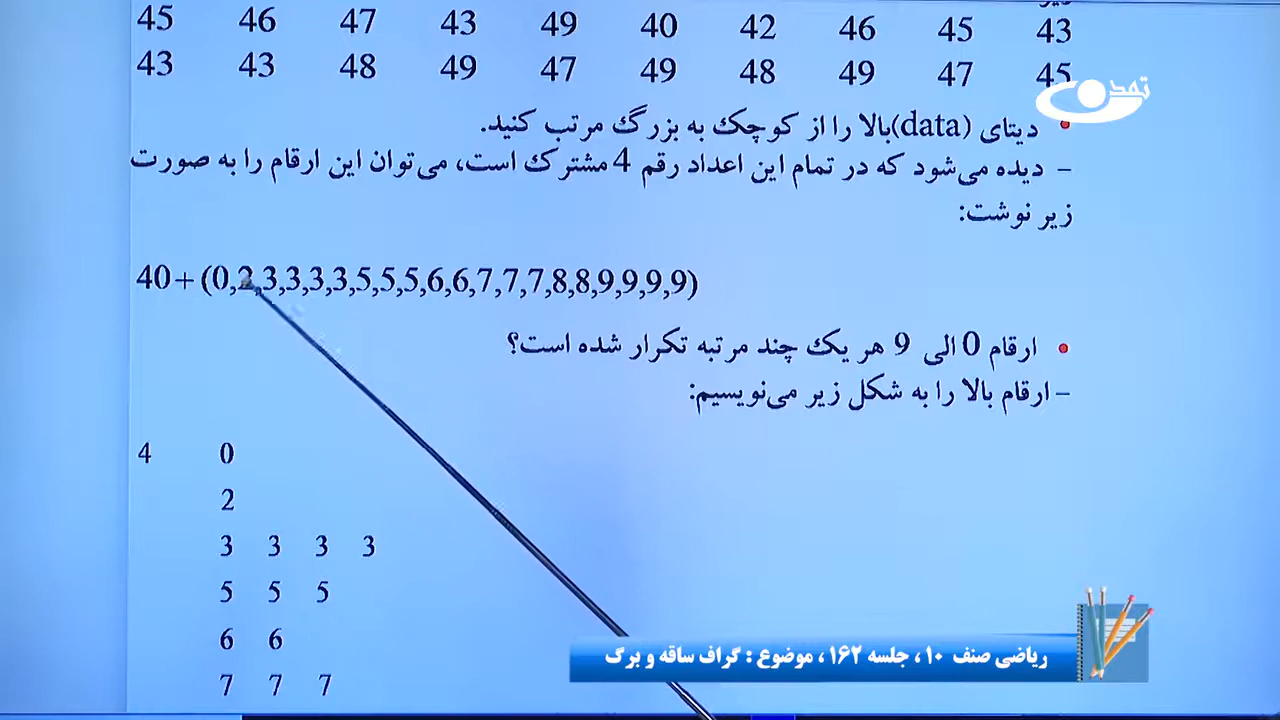 45 46 47 43 49 40 42 46 45 43
43 43 48 49 47 49 48 49 47 45
تمدن
• دیتای (data)بالا را از کوچک به بزرگ مرتب کنید.
– دیده می‌شود که در تمام این اعداد رقم 4 مشترک است، می‌توان این ارقام را به صورت
زیر نوشت:
40+(0,2,3,3,3,3,5,5,5,6,6,7,7,7,8,8,9,9,9,9)
• ارقام 0 الی 9 هر یک چند مرتبه تکرار شده است؟
– ارقام بالا را به شکل زیر می‌نویسیم:
4 0
2
3 3 3 3
5 5 5
6 6
7 7 7
ریاضی صنف ۱۰، جلسه ۱۶۲، موضوع : گراف ساقه و برگ